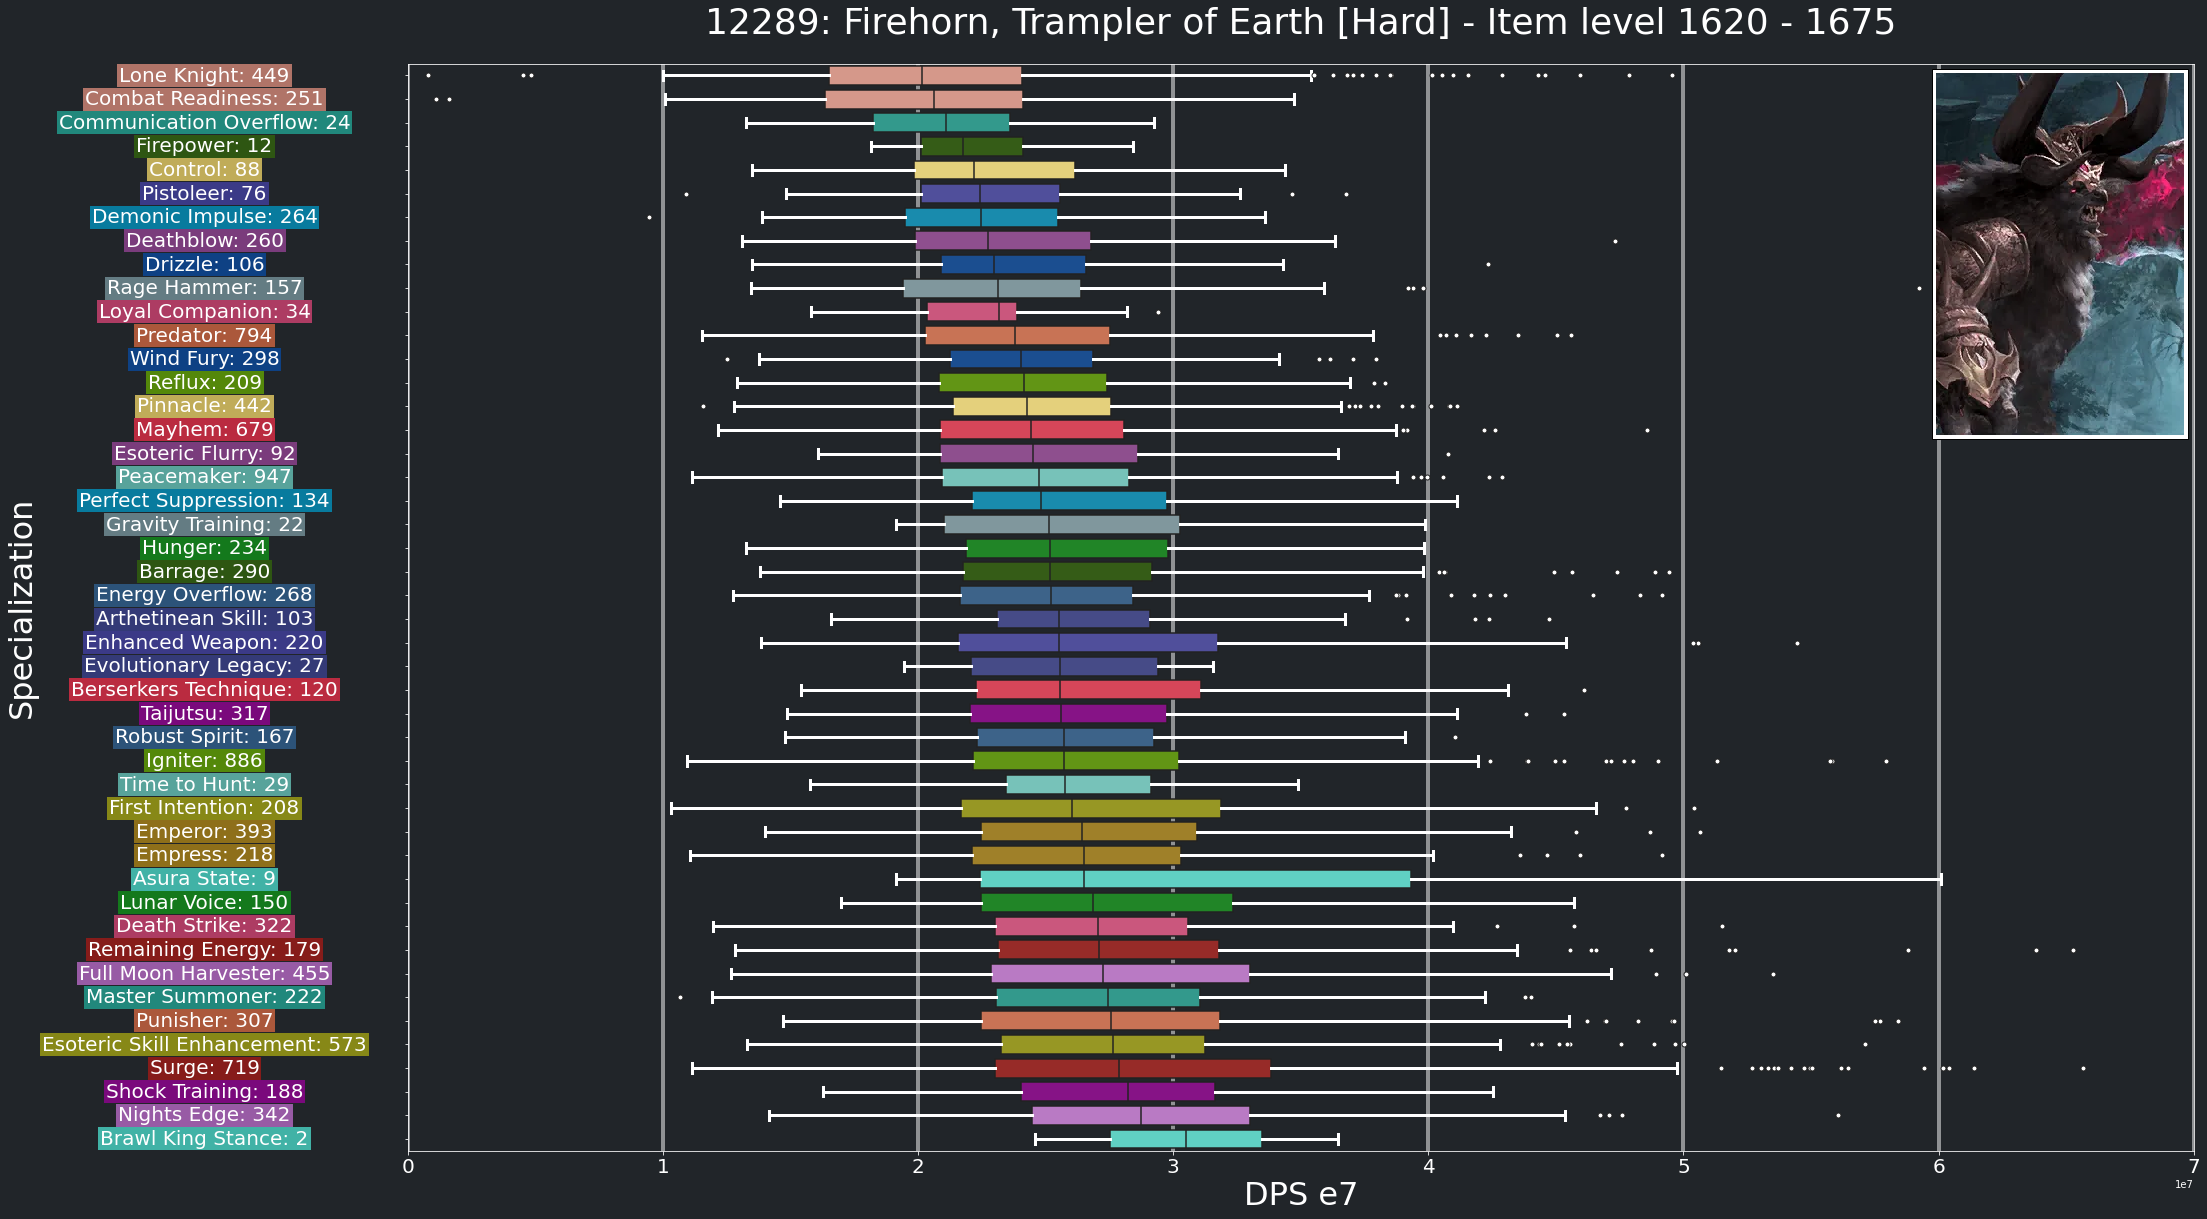 12289: Firehorn, Trampler of Earth [Hard] - Item level 1620 - 1675
Specialization
Lone Knight: 449
Combat Readiness: 251
Communication Overflow: 24
Firepower: 12
Control: 88
Pistoleer: 76
Demonic Impulse: 264
Deathblow: 260
Drizzle: 106
Rage Hammer: 157
Loyal Companion: 34
Predator: 794
Wind Fury: 298
Reflux: 209
Pinnacle: 442
Mayhem: 679
Esoteric Flurry: 92
Peacemaker: 947
Perfect Suppression: 134
Gravity Training: 22
Hunger: 234
Barrage: 290
Energy Overflow: 268
Arthetinean Skill: 103
Enhanced Weapon: 220
Evolutionary Legacy: 27
Berserkers Technique: 120
Taijutsu: 317
Robust Spirit: 167
Igniter: 886
Time to Hunt: 29
First Intention: 208
Emperor: 393
Empress: 218
Asura State: 9
Lunar Voice: 150
Death Strike: 322
Remaining Energy: 179
Full Moon Harvester: 455
Master Summoner: 222
Punisher: 307
Esoteric Skill Enhancement: 573
Surge: 719
Shock Training: 188
Nights Edge: 342
Brawl King Stance: 2
0 1 2 3 4 5 6 7
1e7
DPS e7